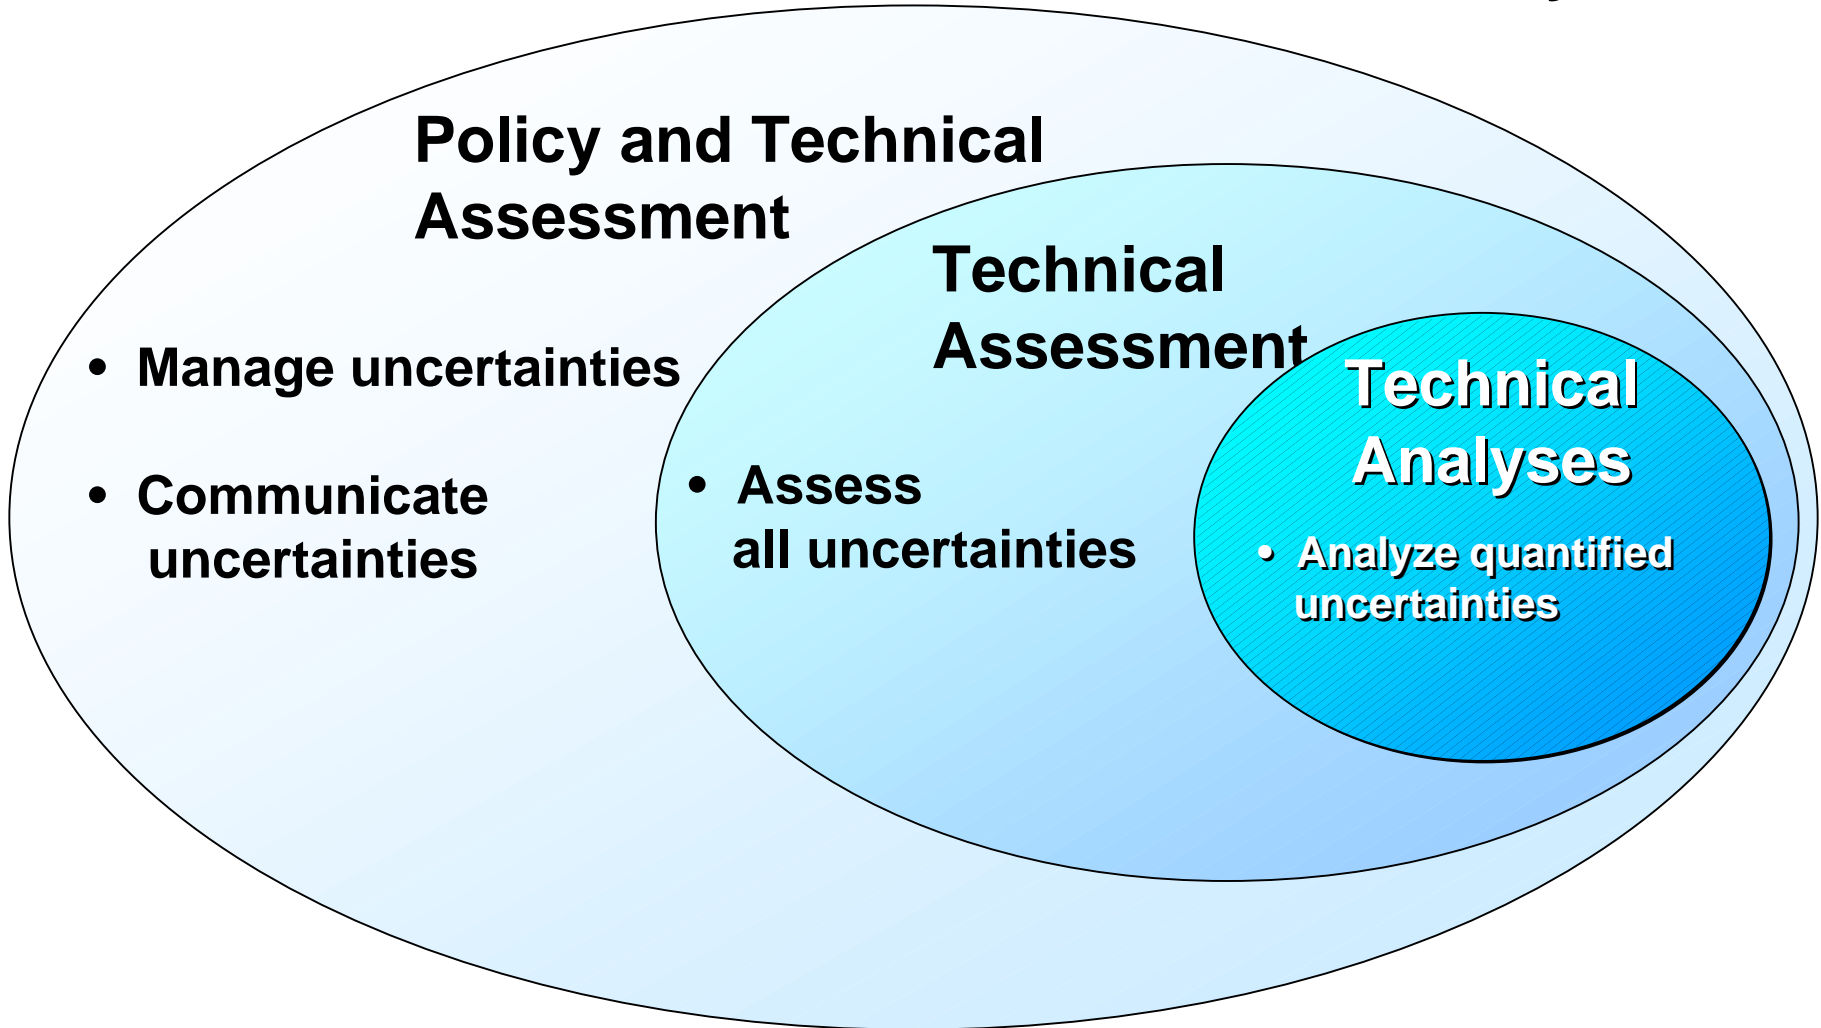 Policy and Technical
Assessment
Technical
Assessment
Technical
Analyses
• Manage uncertainties
• Communicate
uncertainties
• Assess
all uncertainties
• Analyze quantified
uncertainties